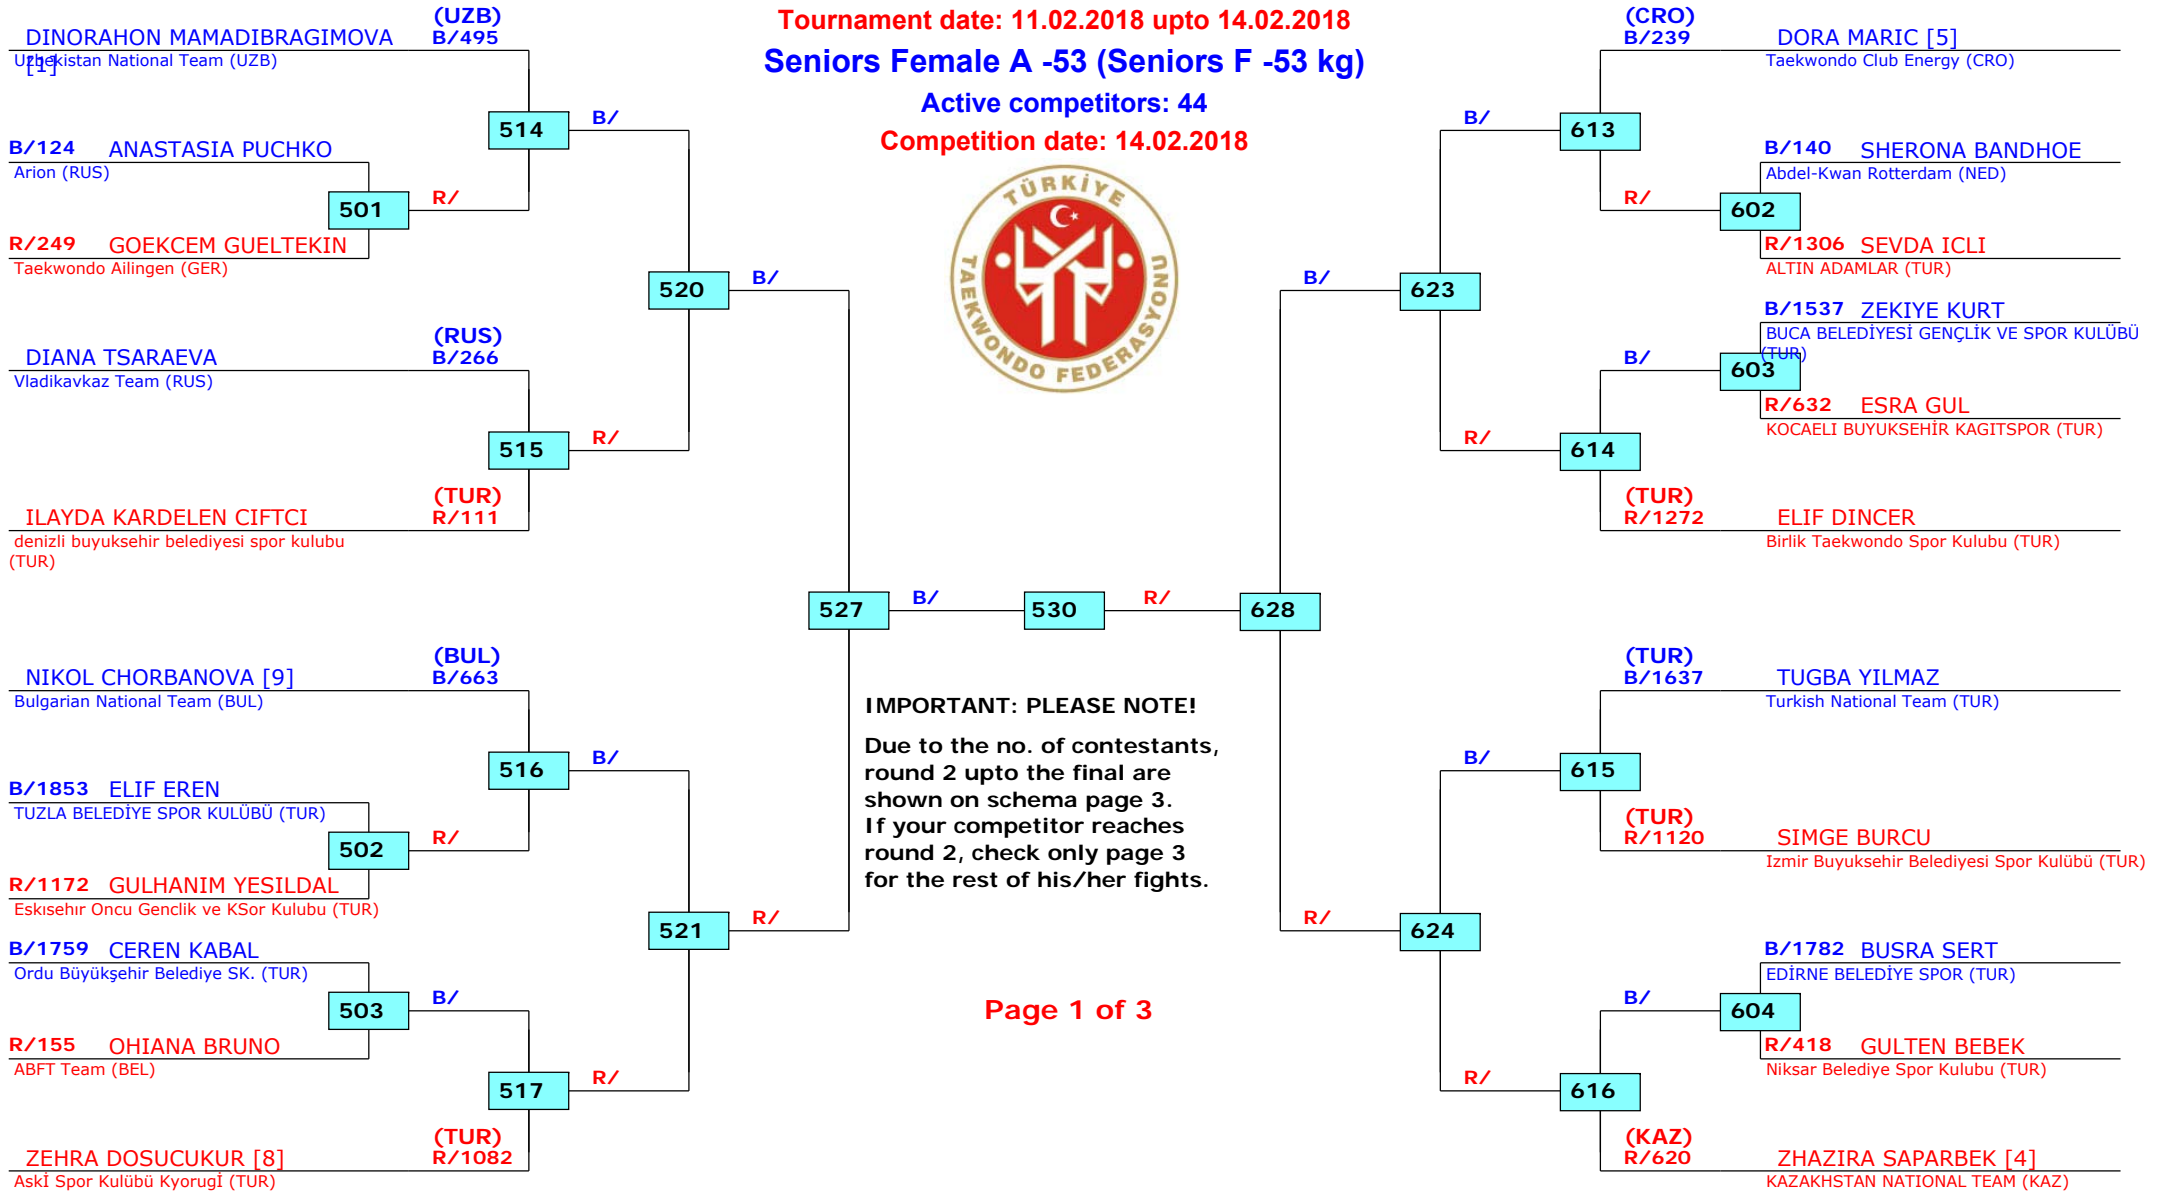 Tournament date: 11.02.2018 upto 14.02.2018
Seniors Female A -53 (Seniors F -53 kg)
Active competitors: 44
Competition date: 14.02.2018
TÜRKİYE
TAEKWONDO FEDERASYONU
(UZB)
DINORAHON MAMADIBRAGIMOVA B/495
[1]
Uzbekistan National Team (UZB)
514
B/
B/124 ANASTASIA PUCHKO
Arion (RUS)
501
R/
R/249 GOEKCEM GUELTEKIN
Taekwondo Ailingen (GER)
520
B/
(RUS)
DIANA TSARAEVA B/266
Vladikavkaz Team (RUS)
515
R/
(TUR)
ILAYDA KARDELEN CIFTCI R/111
denizli buyuksehir belediyesi spor kulubu
(TUR)
527
B/
530
R/
628
(BUL)
NIKOL CHORBANOVA [9] B/663
Bulgarian National Team (BUL)
516
B/
B/1853 ELIF EREN
TUZLA BELEDİYE SPOR KULÜBÜ (TUR)
502
R/
R/1172 GULHANIM YESILDAL
Eskısehır Oncu Genclik ve KSor Kulubu (TUR)
521
R/
B/1759 CEREN KABAL
Ordu Büyükşehir Belediye SK. (TUR)
503
B/
R/155 OHIANA BRUNO
ABFT Team (BEL)
517
R/
(TUR)
ZEHRA DOSUCUKUR [8] R/1082
Askİ Spor Kulübü Kyorugİ (TUR)
IMPORTANT: PLEASE NOTE!
Due to the no. of contestants,
round 2 upto the final are
shown on schema page 3.
If your competitor reaches
round 2, check only page 3
for the rest of his/her fights.
Page 1 of 3
(CRO)
B/239 DORA MARIC [5]
Taekwondo Club Energy (CRO)
B/
613
B/140 SHERONA BANDHOE
Abdel-Kwan Rotterdam (NED)
R/
602
R/1306 SEVDA ICLI
ALTIN ADAMLAR (TUR)
B/
623
B/1537 ZEKIYE KURT
BUCA BELEDİYESİ GENÇLİK VE SPOR KULÜBÜ
(TUR)
B/
603
R/632 ESRA GUL
KOCAELI BUYUKSEHİR KAGITSPOR (TUR)
R/
614
(TUR)
R/1272 ELIF DINCER
Birlik Taekwondo Spor Kulubu (TUR)
(TUR)
B/1637 TUGBA YILMAZ
Turkish National Team (TUR)
B/
615
(TUR)
R/1120 SIMGE BURCU
Izmir Buyuksehir Belediyesi Spor Kulübü (TUR)
R/
624
B/1782 BUSRA SERT
EDİRNE BELEDİYE SPOR (TUR)
B/
604
R/418 GULTEN BEBEK
Niksar Belediye Spor Kulubu (TUR)
R/
616
(KAZ)
R/620 ZHAZIRA SAPARBEK [4]
KAZAKHSTAN NATIONAL TEAM (KAZ)